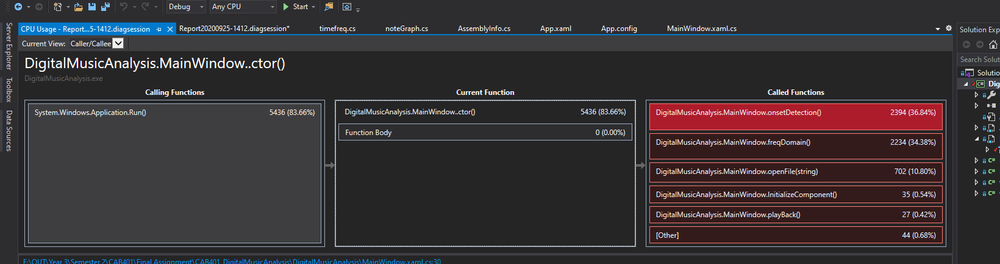 Debug Any CPU Start
CPU Usage - Report...5-1412.diagsession Report20200925-1412.diagsession* timefreq.cs noteGraph.cs AssemblyInfo.cs App.xaml App.config MainWindow.xaml.cs
Server Explorer
Toolbox
Data Sources
Current View: Caller/Callee
DigitalMusicAnalysis.MainWindow..ctor()
DigitalMusicAnalysis.exe
Calling Functions
System.Windows.Application.Run() 5436 (83.66%)
Current Function
DigitalMusicAnalysis.MainWindow..ctor() 5436 (83.66%)
Function Body 0 (0.00%)
Called Functions
DigitalMusicAnalysis.MainWindow.onsetDetection() 2394 (36.84%)
DigitalMusicAnalysis.MainWindow.freqDomain() 2234 (34.38%)
DigitalMusicAnalysis.MainWindow.openFile(string) 702 (10.80%)
DigitalMusicAnalysis.MainWindow.InitializeComponent() 35 (0.54%)
DigitalMusicAnalysis.MainWindow.playBack() 27 (0.42%)
[Other] 44 (0.68%)
F:\QUT\Year 3\Semester 2\CAB401\Final Assignment\CAB401_DigitalMusicAnalysis\DigitalMusicAnalysis\MainWindow.xaml.cs:30
Solution Exp
Search Solut
Solutio
Dig
C#
C#
C#
C#
C#